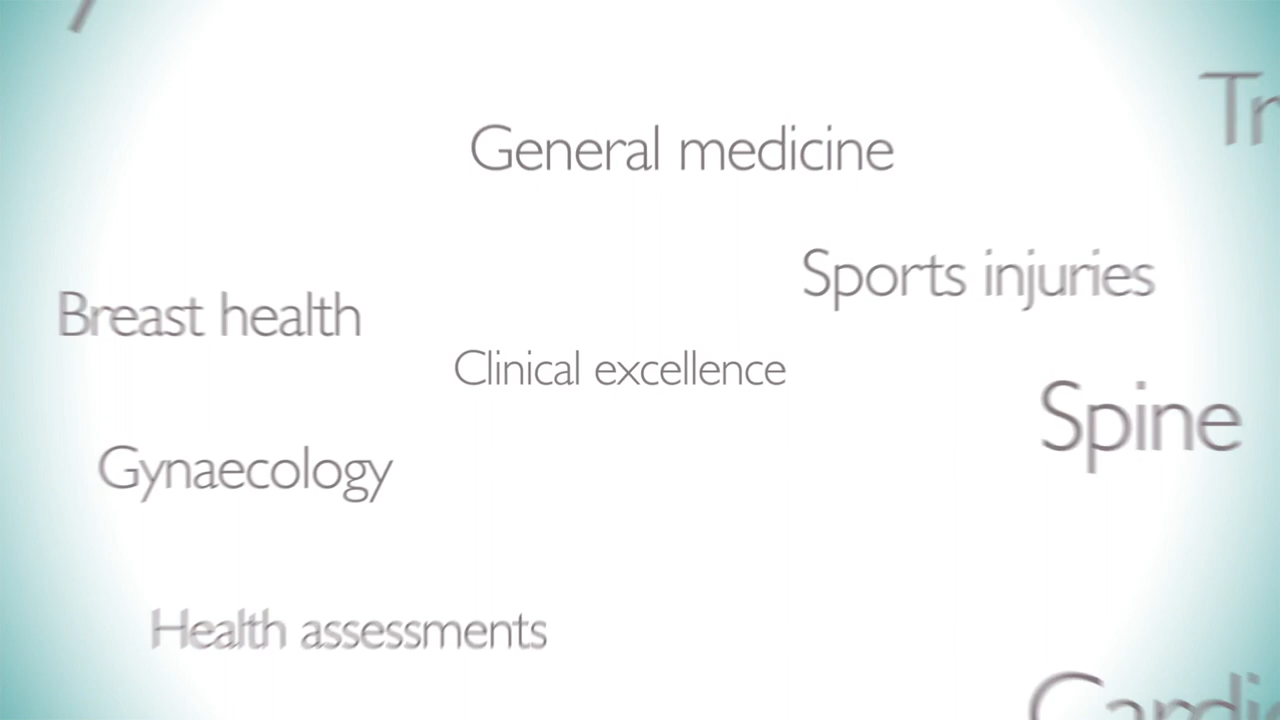 General medicine
Sports injuries
Breast health
Clinical excellence
Spine
Gynaecology
Health assessments